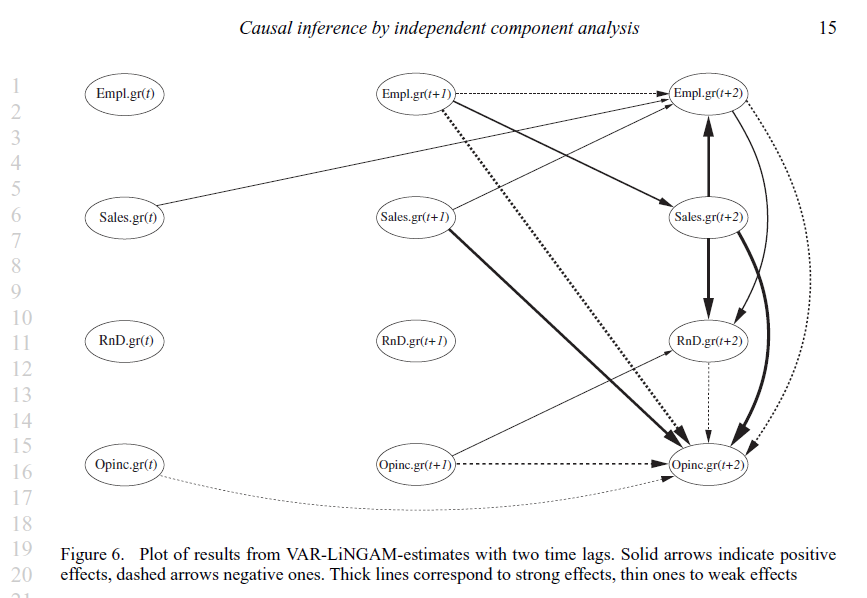 Causal inference by independent component analysis 15
1
2
3
4
5
6
7
8
9
10
11
12
13
14
15
16
17
18
19
20
Empl.gr(t) Empl.gr(t+1) Empl.gr(t+2)
Sales.gr(t) Sales.gr(t+1) Sales.gr(t+2)
RnD.gr(t) RnD.gr(t+1) RnD.gr(t+2)
Opinc.gr(t) Opinc.gr(t+1) Opinc.gr(t+2)
Figure 6. Plot of results from VAR-LiNGAM-estimates with two time lags. Solid arrows indicate positive
effects, dashed arrows negative ones. Thick lines correspond to strong effects, thin ones to weak effects